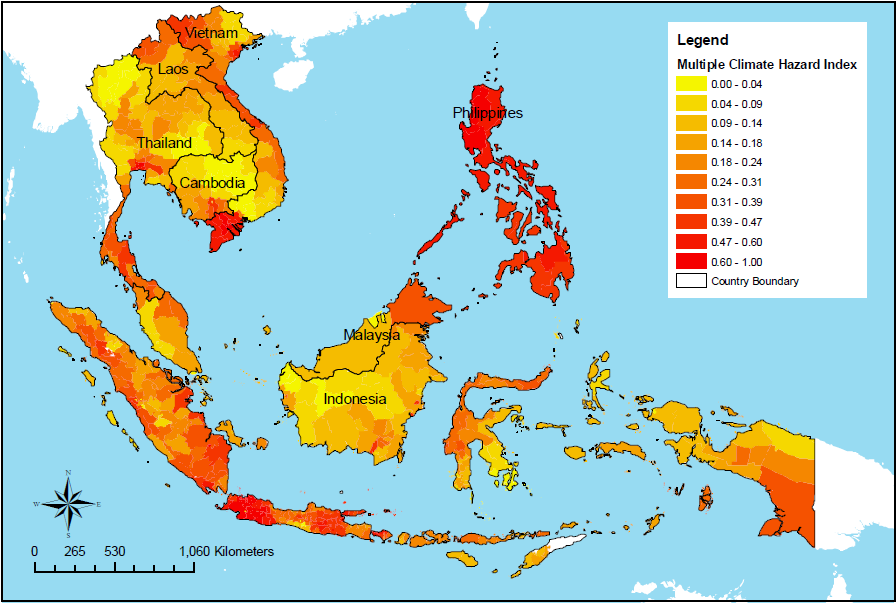 Vietnam
Laos
Thailand
Cambodia
Philippines
Malaysia
Indonesia
Legend
Multiple Climate Hazard Index
0.00 - 0.04
0.04 - 0.09
0.09 - 0.14
0.14 - 0.18
0.18 - 0.24
0.24 - 0.31
0.31 - 0.39
0.39 - 0.47
0.47 - 0.60
0.60 - 1.00
Country Boundary
N
W E
S
0 265 530 1,060 Kilometers